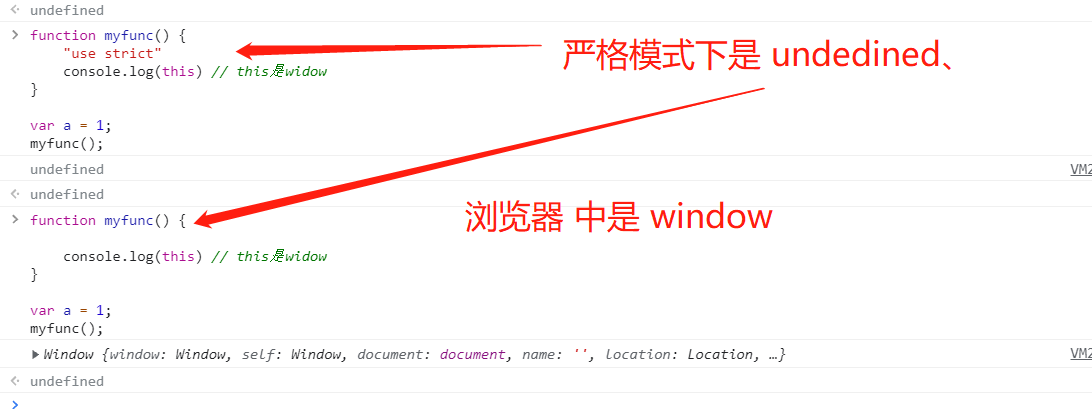 undefined
function myfunc() {
"use strict"
严格模式下是 undedined、
console.log(this) // this是widow
}
var a = 1;
myfunc();
undefined VM2
undefined
function myfunc() {
浏览器 中是 window
console.log(this) // this是widow
}
var a = 1;
myfunc();
Window {window: Window, self: Window, document: document, name: '', location: Location, …} VM2
undefined